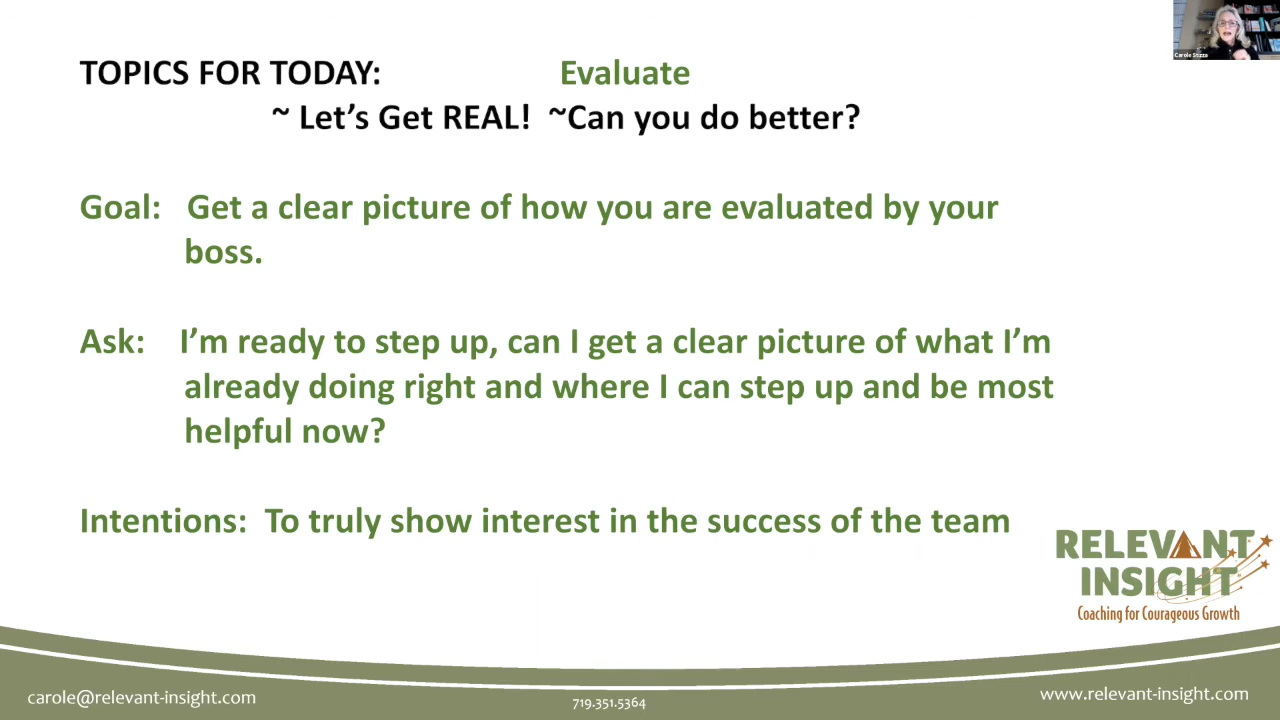 Carole Stizza
TOPICS FOR TODAY: Evaluate
~ Let's Get REAL! ~Can you do better?
Goal: Get a clear picture of how you are evaluated by your
boss.
Ask: I'm ready to step up, can I get a clear picture of what I'm
already doing right and where I can step up and be most
helpful now?
Intentions: To truly show interest in the success of the team
RELEVANT
INSIGHT
Coaching for Courageous Growth
carole@relevant-insight.com
719.351.5364
www.relevant-insight.com